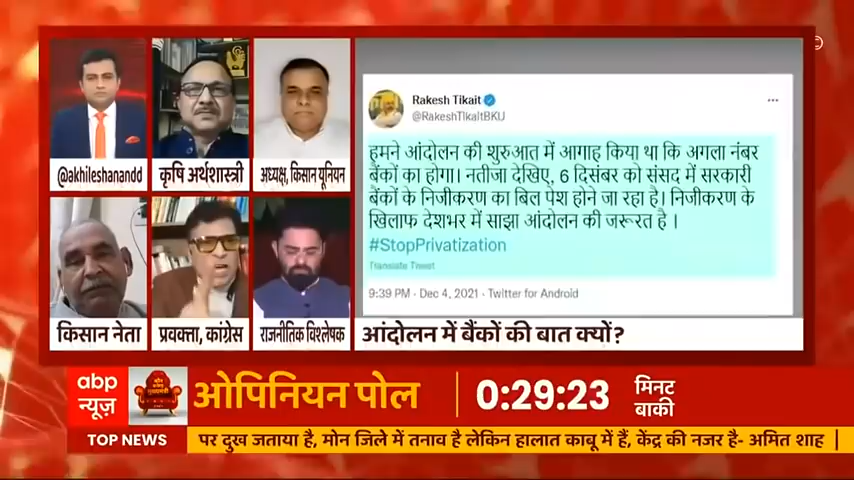 @akhileshanandd
कृषि अर्थशास्त्री
अध्यक्ष, किसान यूनियन
किसान नेता
प्रवक्ता, कांग्रेस
राजनीतिक विश्लेषक
Rakesh Tikait
@RakeshTikaitBKU
हमने आंदोलन की शुरुआत में आगाह किया था कि अगला नंबर
बैंकों का होगा। नतीजा देखिए, 6 दिसंबर को संसद में सरकारी
बैंकों के निजीकरण का बिल पेश होने जा रहा है। निजीकरण के
खिलाफ देशभर में साझा आंदोलन की जरूरत है ।
#StopPrivatization
Translate Tweet
9:39 PM · Dec 4, 2021 · Twitter for Android
आंदोलन में बैंकों की बात क्यों?
abp
न्यूज़
ओपिनियन पोल
0:29:23
मिनट
बाकी
TOP NEWS
पर दुख जताया है, मोन जिले में तनाव है लेकिन हालात काबू में हैं, केंद्र की नजर है- अमित शाह